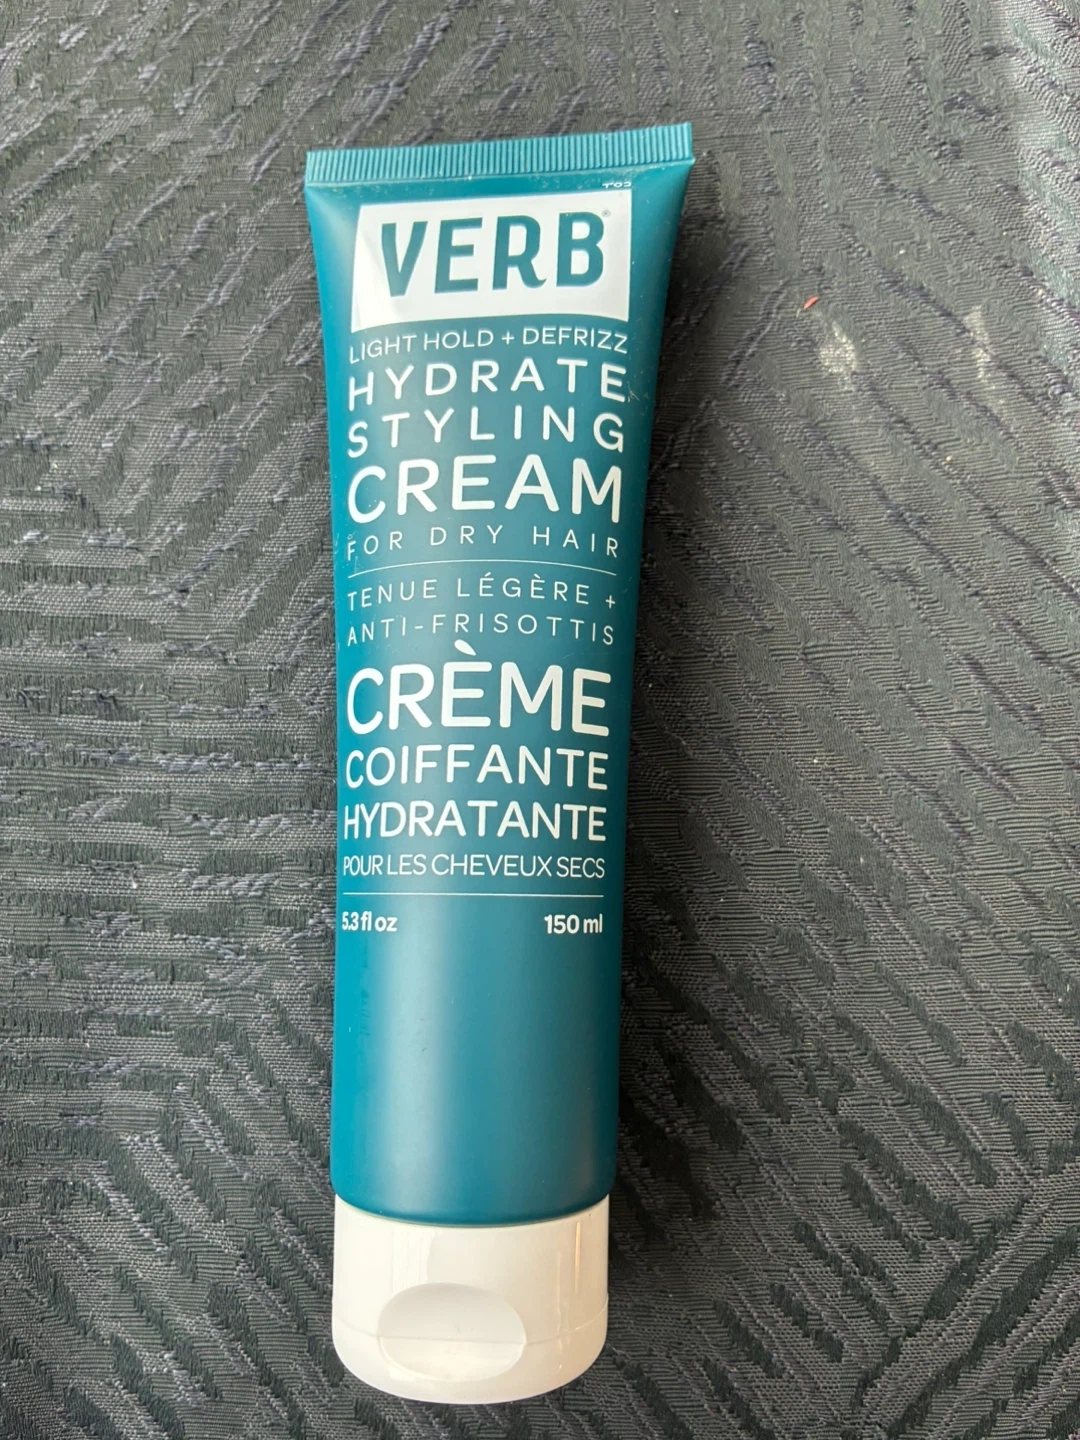 VERB®
LIGHT HOLD + DEFRIZZ
HYDRATE
STYLING
CREAM
FOR DRY HAIR
TENUE LÉGÈRE +
ANTI-FRISOTTIS
CRÈME
COIFFANTE
HYDRATANTE
POUR LES CHEVEUX SECS
5.3 fl oz 150 ml